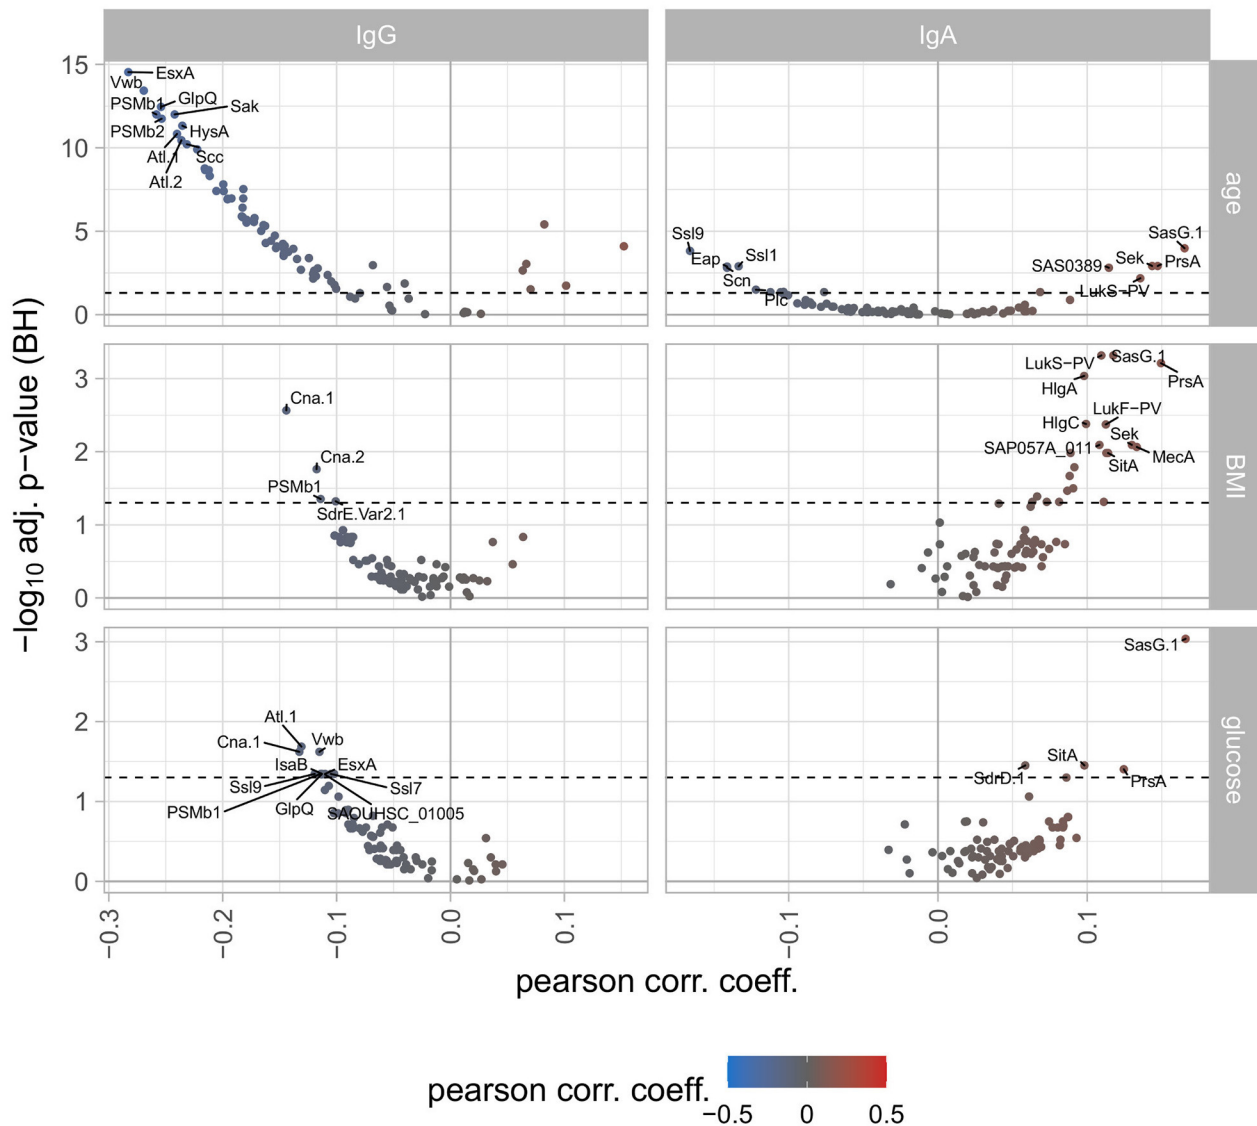 IgG
IgA
−log10 adj. p−value (BH)
15
10
5
0
EsxA
Vwb
PSMb1
GlpQ
Sak
PSMb2
HysA
Atl.1
Scc
Atl.2
Ssl9
Eap
Ssl1
Scn
Plc
SasG.1
SAS0389
Sek
PrsA
LukS−PV
age
3
2
1
0
Cna.1
Cna.2
PSMb1
SdrE.Var2.1
LukS−PV
SasG.1
HlgA
PrsA
LukF−PV
HlgC
Sek
SAP057A_011
MecA
SitA
BMI
3
2
1
0
Atl.1
Cna.1
Vwb
IsaB
EsxA
Ssl9
Ssl7
PSMb1
GlpQ
SAOUHSC_01005
SasG.1
SitA
SdrD.1
PrsA
glucose
−0.3
−0.2
−0.1
0.0
0.1
−0.1
0.0
0.1
pearson corr. coeff.
pearson corr. coeff.
−0.5
0
0.5